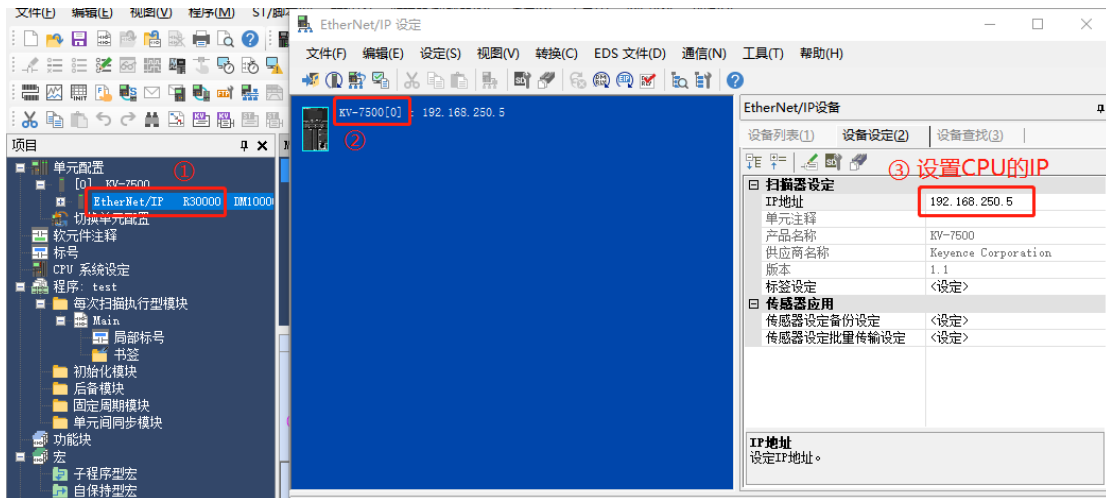 文件(F) 编辑(E) 视图(V) 程序(M) ST/脚
项目
单元配置
[0] KV-7500
EtherNet/IP R30000 DM1000
切换单元配置
软元件注释
标号
CPU 系统设定
程序: test
每次扫描执行型模块
Main
局部标号
书签
初始化模块
后备模块
固定周期模块
单元间同步模块
功能块
宏
子程序型宏
自保持型宏
①
EtherNet/IP 设定
文件(F) 编辑(E) 设定(S) 视图(V) 转换(C) EDS 文件(D) 通信(N) 工具(T) 帮助(H)
KV-7500[0] : 192.168.250.5
②
EtherNet/IP设备
设备列表(1) 设备设定(2) 设备查找(3)
③ 设置CPU的IP
扫描器设定
IP地址 192.168.250.5
单元注释
产品名称 KV-7500
供应商名称 Keyence Corporation
版本 1.1
标签设定 <设定>
传感器应用
传感器设定备份设定 <设定>
传感器设定批量传输设定 <设定>
IP地址
设定IP地址。